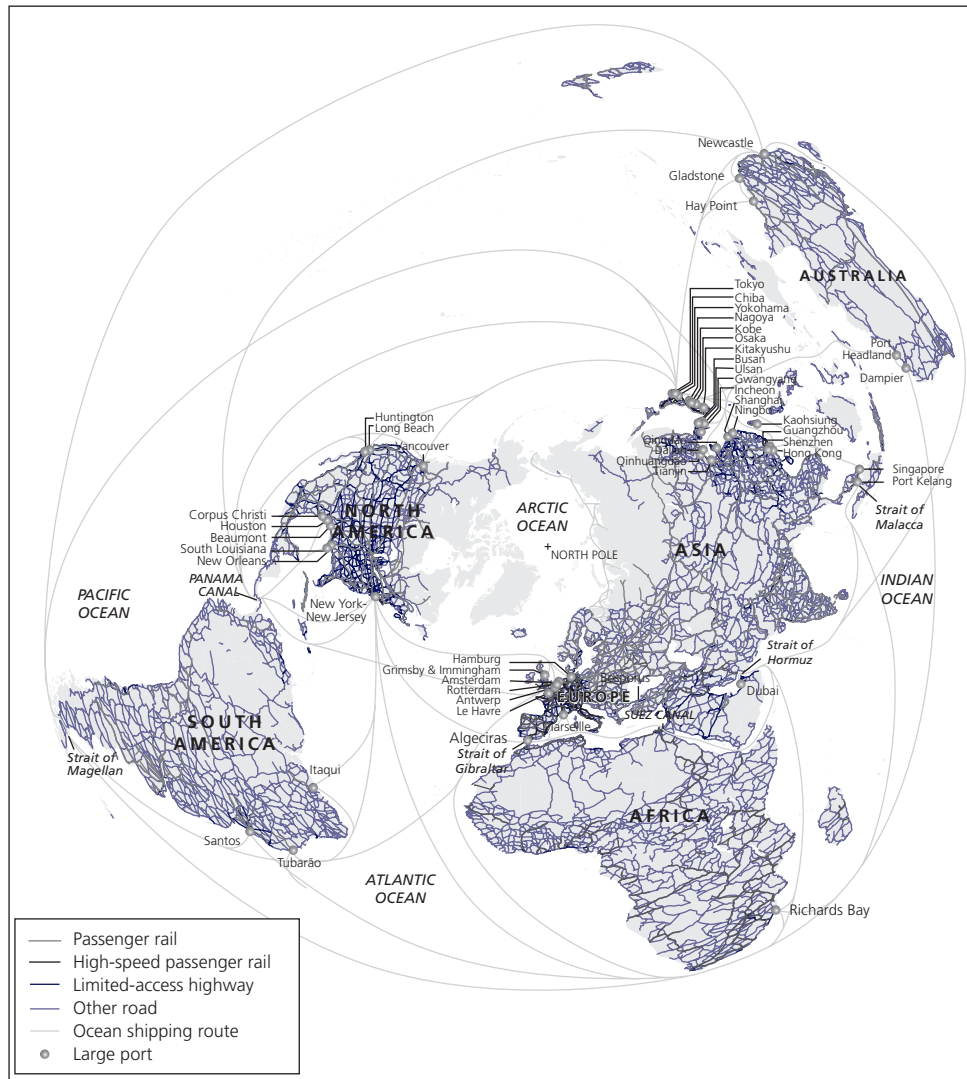 Newcastle
Gladstone
Hay Point
AUSTRALIA
Tokyo
Chiba
Yokohama
Nagoya
Kobe
Osaka
Kitakyushu
Busan
Ulsan
Gwangyang
Incheon
Shanghai
Ningbo
Port
Headland
Dampier
Kaohsiung
Guangzhou
Shenzhen
Hong Kong
Qingdao
Dalian
Qinhuangdao
Tianjin
Singapore
Port Kelang
Strait of
Malacca
Huntington
Long Beach
Vancouver
Corpus Christi
Houston
Beaumont
South Louisiana
New Orleans
NORTH
AMERICA
ARCTIC
OCEAN
NORTH POLE
ASIA
PANAMA
CANAL
PACIFIC
OCEAN
INDIAN
OCEAN
New York-
New Jersey
Hamburg
Grimsby & Immingham
Amsterdam
Rotterdam
Antwerp
Le Havre
Bosporus
EUROPE
Marseille
SUEZ CANAL
Strait of
Hormuz
Dubai
Algeciras
Strait of
Gibraltar
SOUTH
AMERICA
Strait of
Magellan
Itaqui
Santos
Tubarão
AFRICA
ATLANTIC
OCEAN
Richards Bay
Passenger rail
High-speed passenger rail
Limited-access highway
Other road
Ocean shipping route
Large port